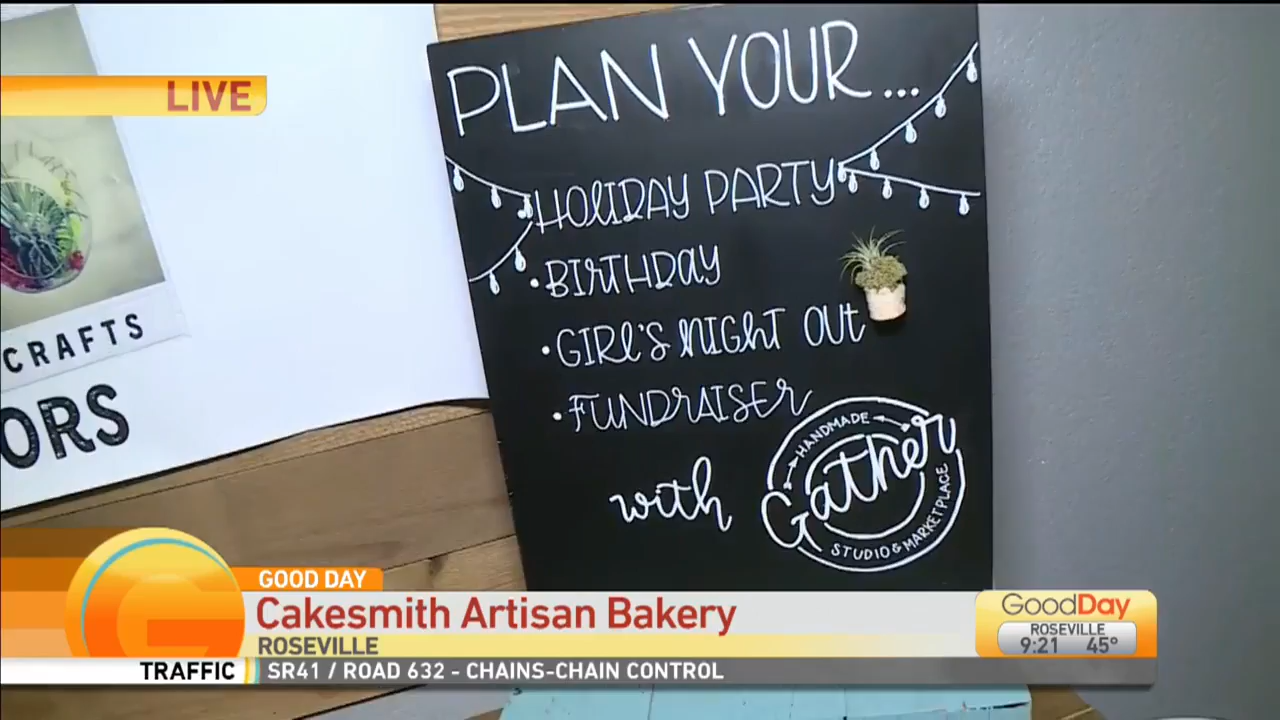 LIVE
CRAFTS
ORS
PLAN YOUR...
HOLIDAY PARTY
• BIRTHDAY
• GIRL'S NIGHT OUT
• FUNDRAISER
with
HANDMADE
Gather
STUDIO & MARKETPLACE
GOOD DAY
Cakesmith Artisan Bakery
ROSEVILLE
TRAFFIC SR41 / ROAD 632 - CHAINS-CHAIN CONTROL
GoodDay
ROSEVILLE
9:21 45°